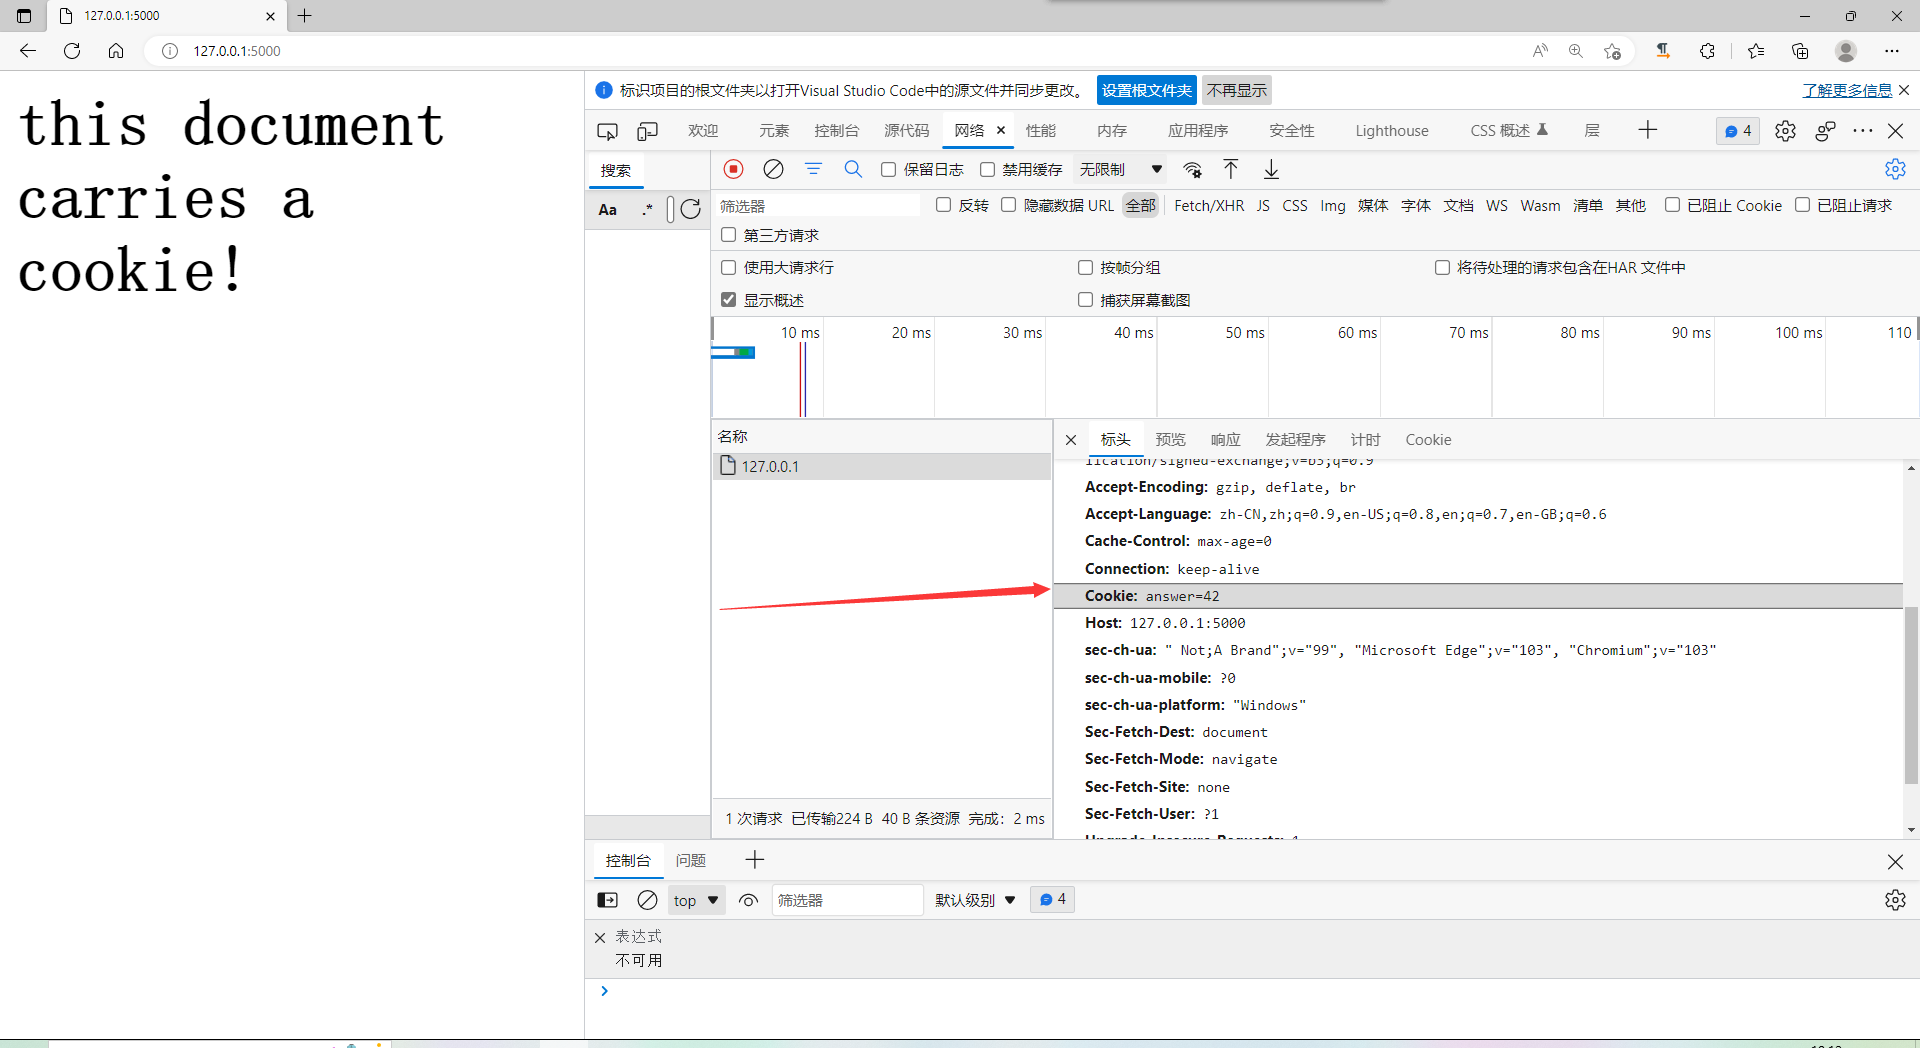 127.0.0.1:5000
127.0.0.1:5000
this document
carries a
cookie!
标识项目的根文件夹以打开Visual Studio Code中的源文件并同步更改。 设置根文件夹 不再显示 了解更多信息
欢迎 元素 控制台 源代码 网络 性能 内存 应用程序 安全性 Lighthouse CSS 概述 层 4
搜索
保留日志 禁用缓存 无限制
Aa .*
筛选器 反转 隐藏数据 URL 全部 Fetch/XHR JS CSS Img 媒体 字体 文档 WS Wasm 清单 其他 已阻止 Cookie 已阻止请求
第三方请求
使用大请求行 按帧分组 将待处理的请求包含在HAR 文件中
显示概述 捕获屏幕截图
10 ms 20 ms 30 ms 40 ms 50 ms 60 ms 70 ms 80 ms 90 ms 100 ms 110
名称
127.0.0.1
1 次请求 已传输224 B 40 B 条资源 完成: 2 ms
标头 预览 响应 发起程序 计时 Cookie
lication/signed-exchange;v=b3;q=0.9
Accept-Encoding: gzip, deflate, br
Accept-Language: zh-CN,zh;q=0.9,en-US;q=0.8,en;q=0.7,en-GB;q=0.6
Cache-Control: max-age=0
Connection: keep-alive
Cookie: answer=42
Host: 127.0.0.1:5000
sec-ch-ua: " Not;A Brand";v="99", "Microsoft Edge";v="103", "Chromium";v="103"
sec-ch-ua-mobile: ?0
sec-ch-ua-platform: "Windows"
Sec-Fetch-Dest: document
Sec-Fetch-Mode: navigate
Sec-Fetch-Site: none
Sec-Fetch-User: ?1
Upgrade-Insecure-Requests: 1
控制台 问题
top 筛选器 默认级别 4
表达式
不可用